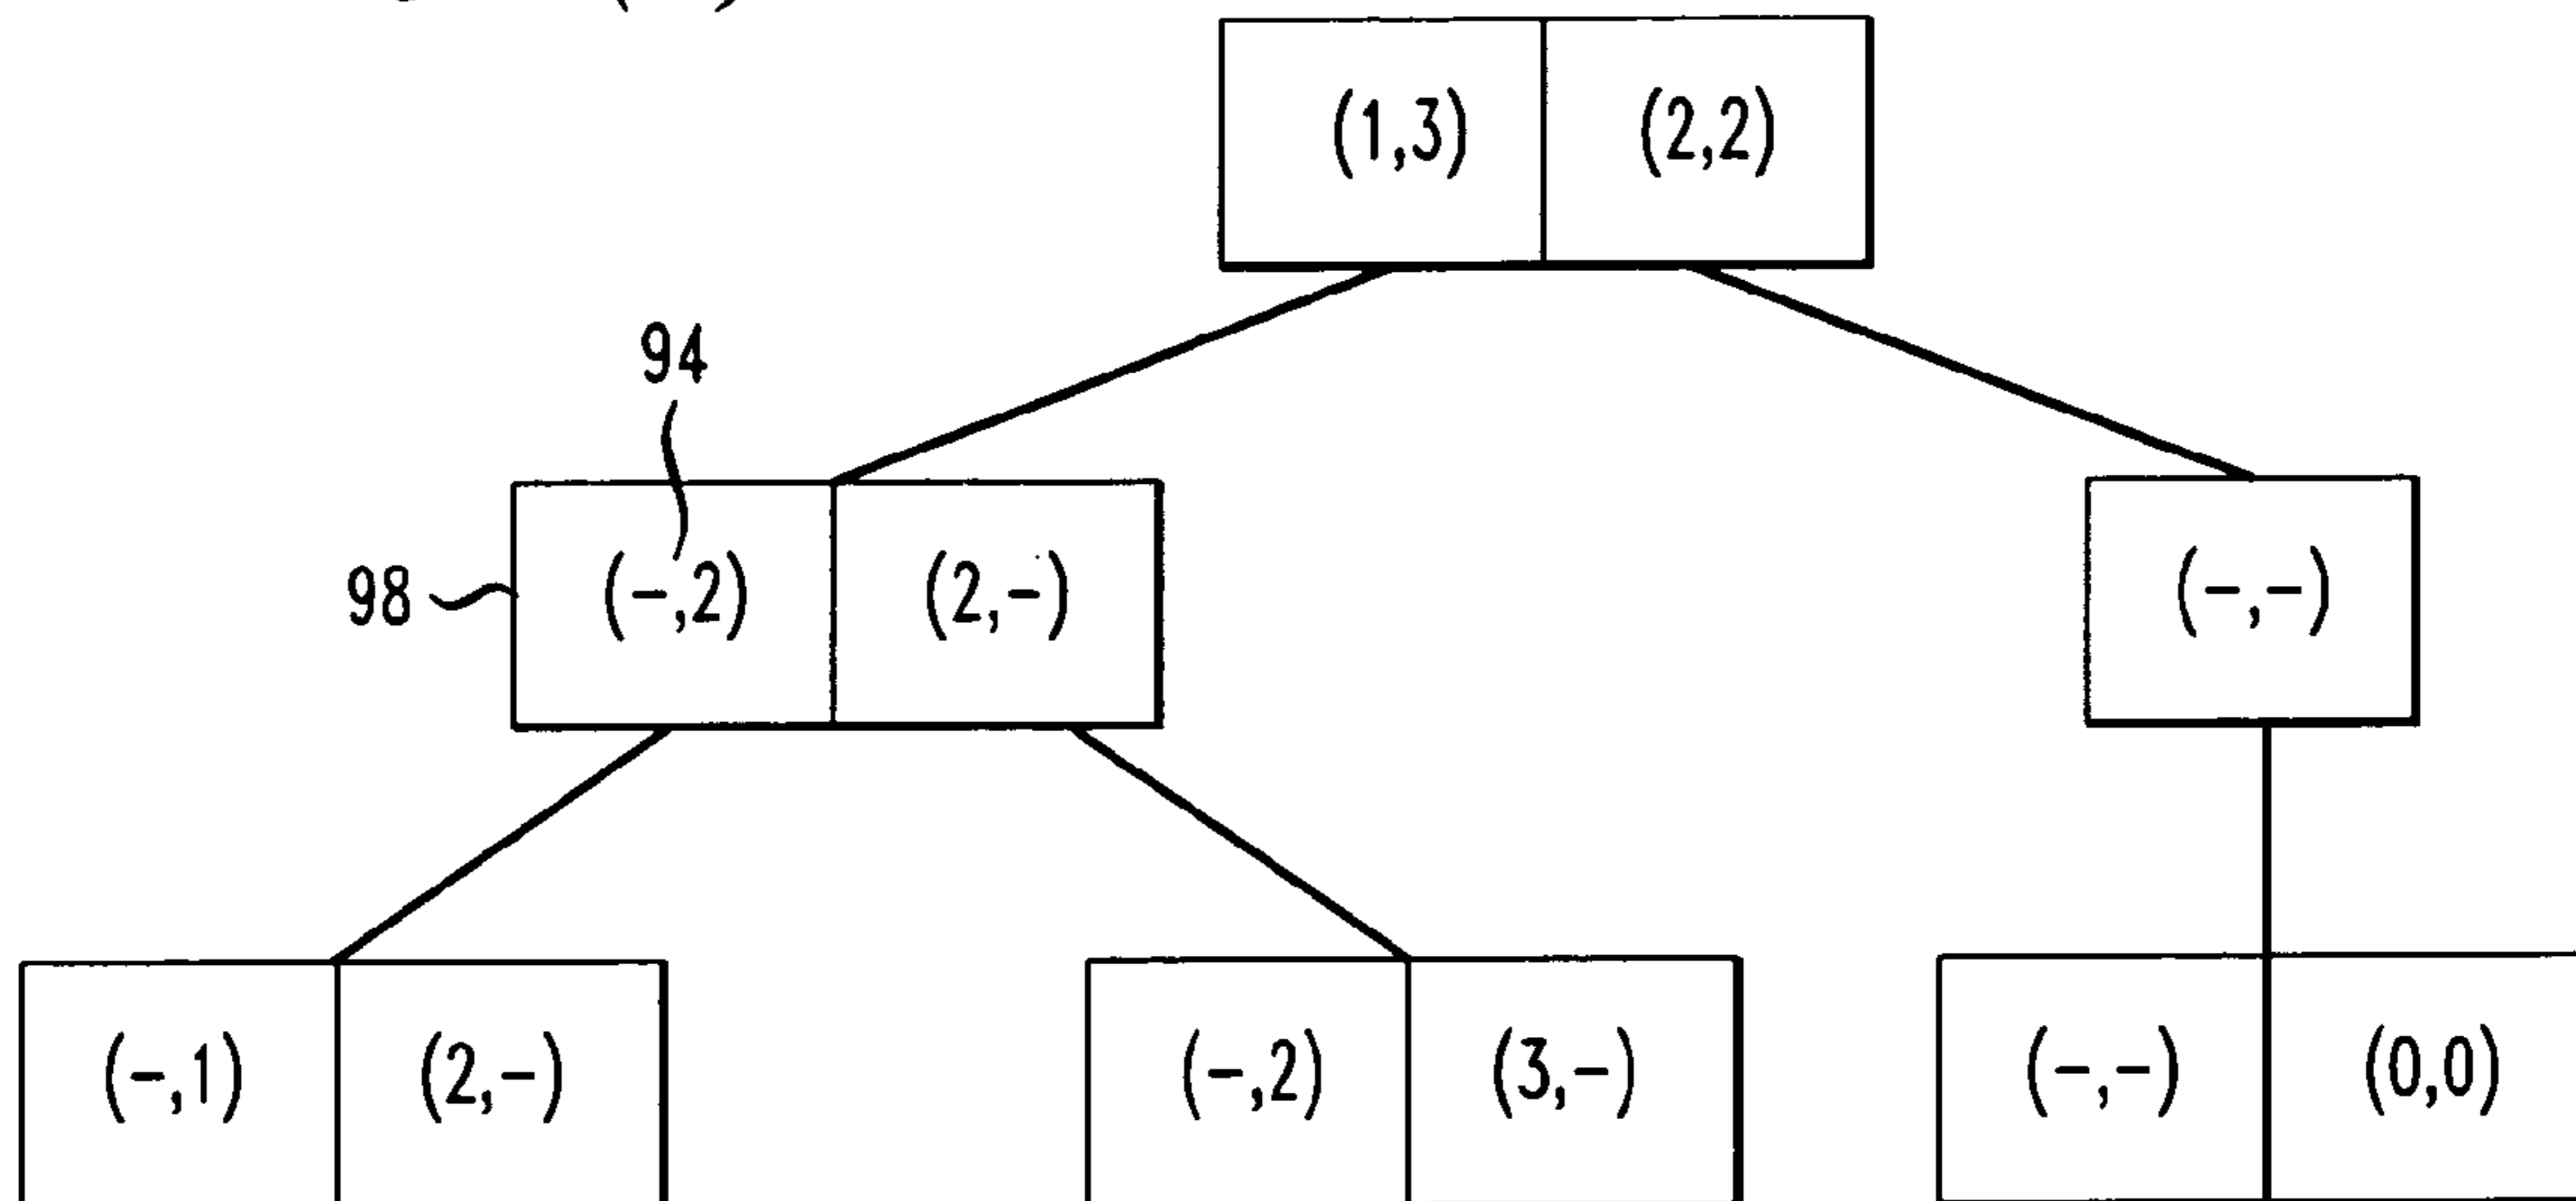 (1,3) (2,2)
94
98 (-,2) (2,-) (-,-)
(-,1) (2,-) (-,2) (3,-) (-,-) (0,0)